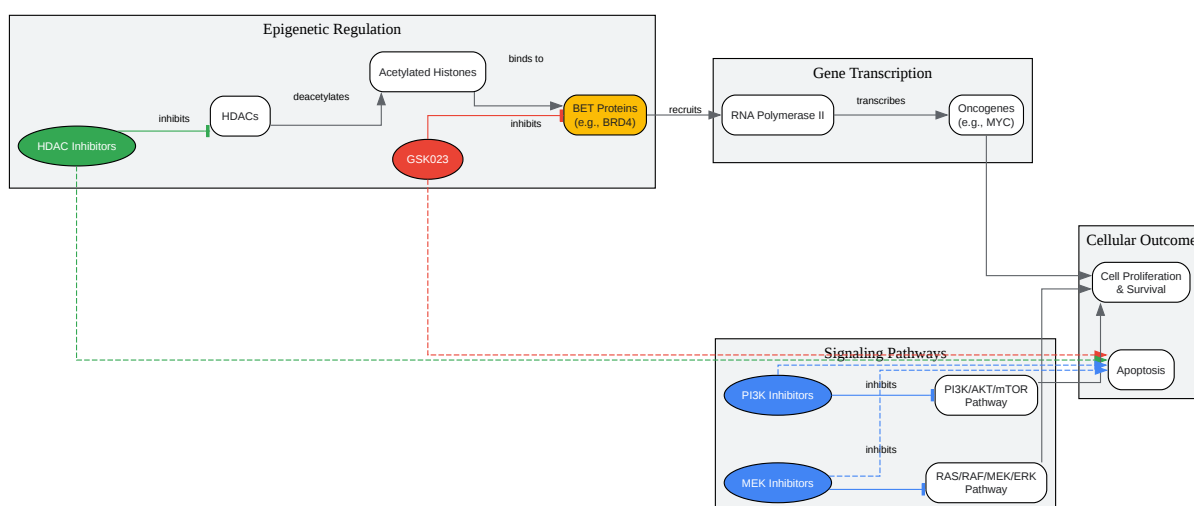 Epigenetic Regulation
binds to
Acetylated Histones
Gene Transcription
deacetylates
HDACs
inhibits
HDAC Inhibitors
inhibits
GSK023
BET Proteins
(e.g., BRD4)
recruits
RNA Polymerase II
transcribes
Oncogenes
(e.g., MYC)
Cellular Outcome
Cell Proliferation
& Survival
Apoptosis
Signaling Pathways
PI3K Inhibitors
inhibits
PI3K/AKT/mTOR
Pathway
inhibits
MEK Inhibitors
RAS/RAF/MEK/ERK
Pathway